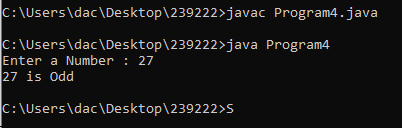 C:\Users\dac\Desktop\239222>javac Program4.java
C:\Users\dac\Desktop\239222>java Program4
Enter a Number : 27
27 is Odd
C:\Users\dac\Desktop\239222>S